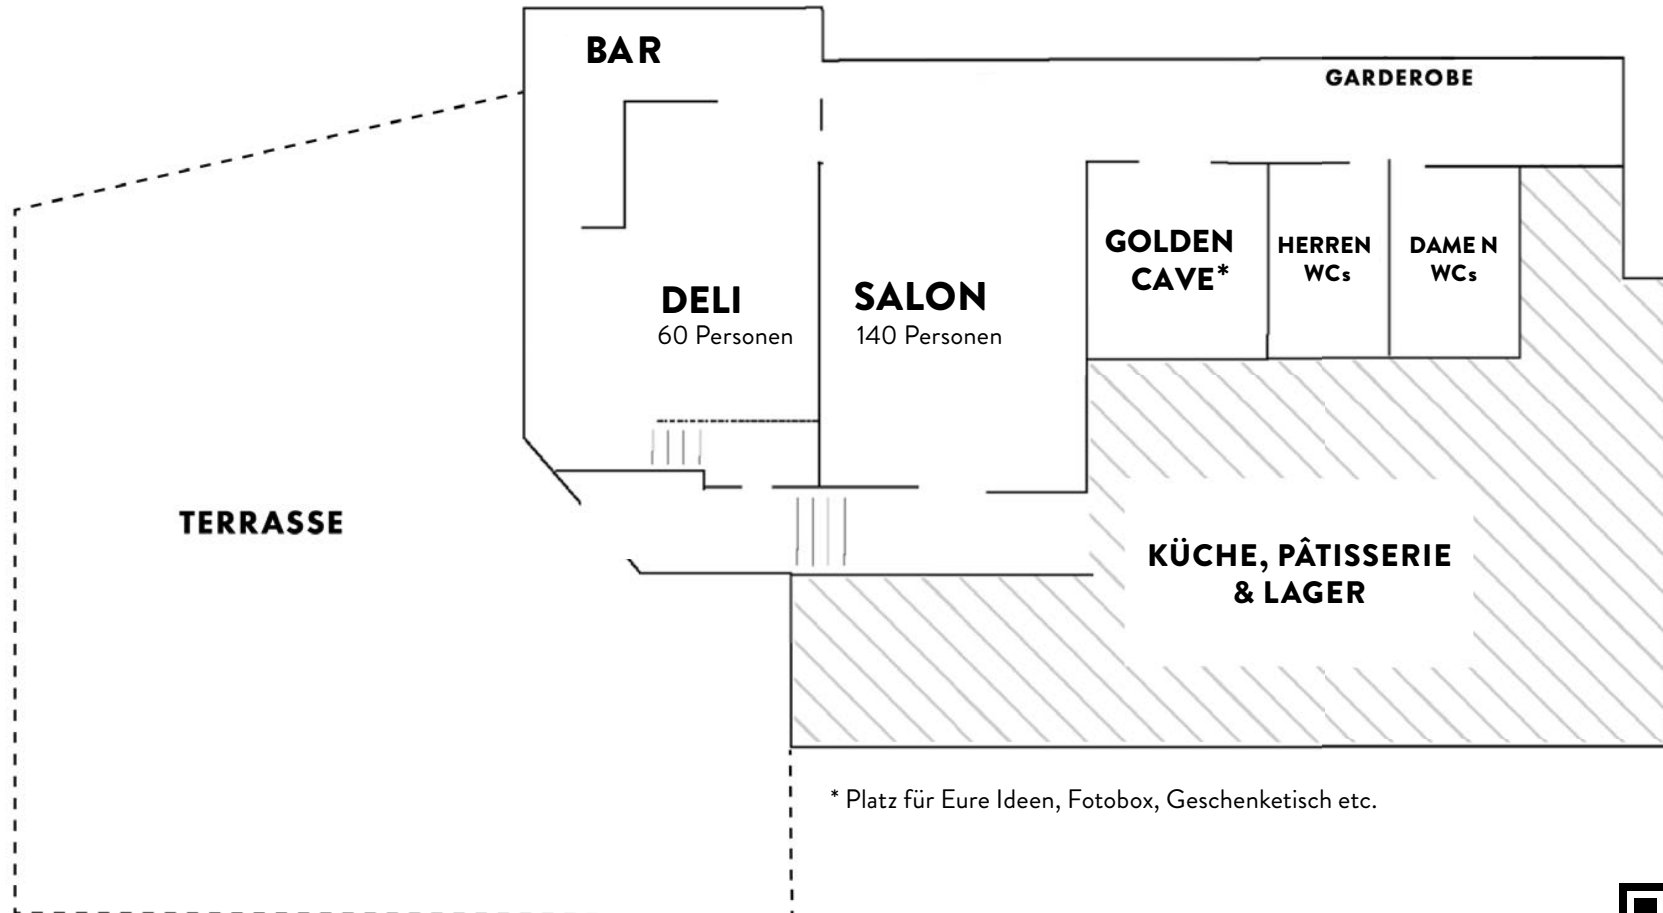 BAR
GARDEROBE
GOLDEN
CAVE*
HERREN
WCs
DAME N
WCs
DELI
60 Personen
SALON
140 Personen
TERRASSE
KÜCHE, PÂTISSERIE
& LAGER
* Platz für Eure Ideen, Fotobox, Geschenketisch etc.